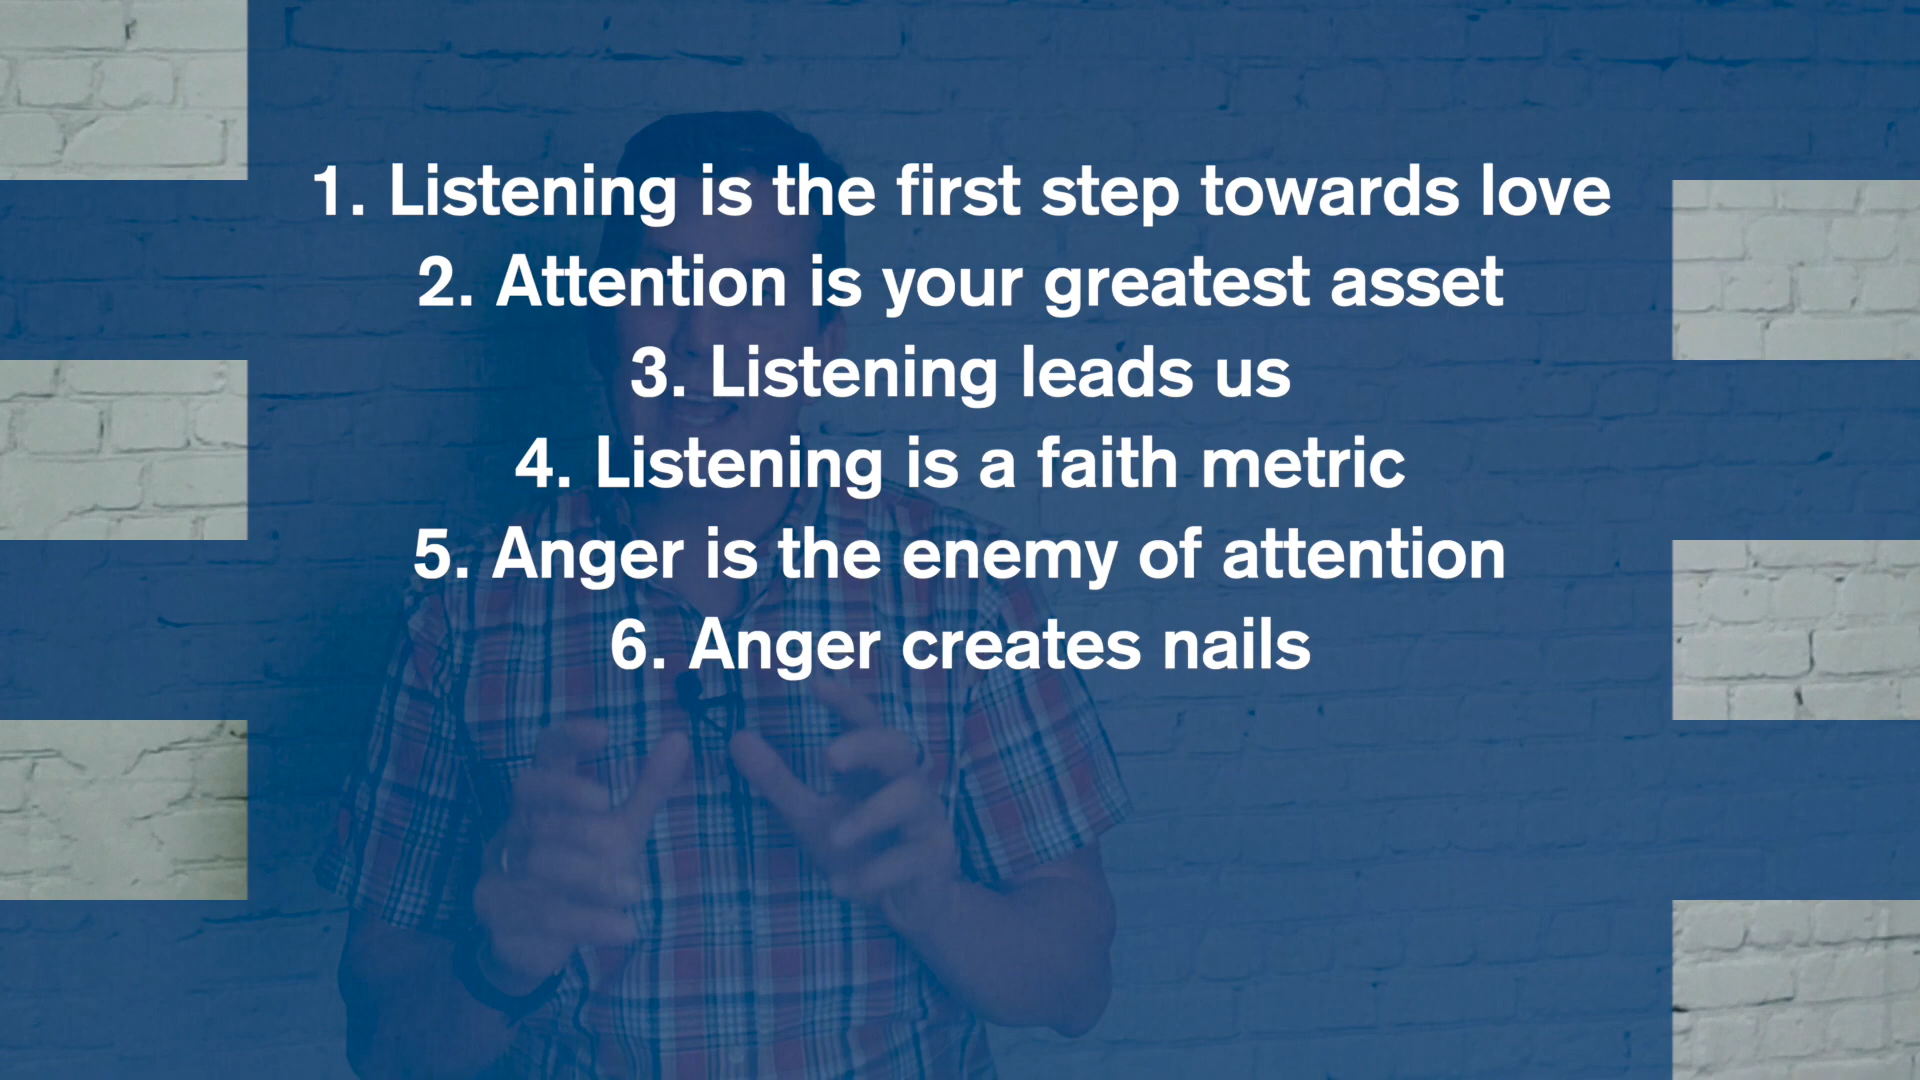 1. Listening is the first step towards love
2. Attention is your greatest asset
3. Listening leads us
4. Listening is a faith metric
5. Anger is the enemy of attention
6. Anger creates nails